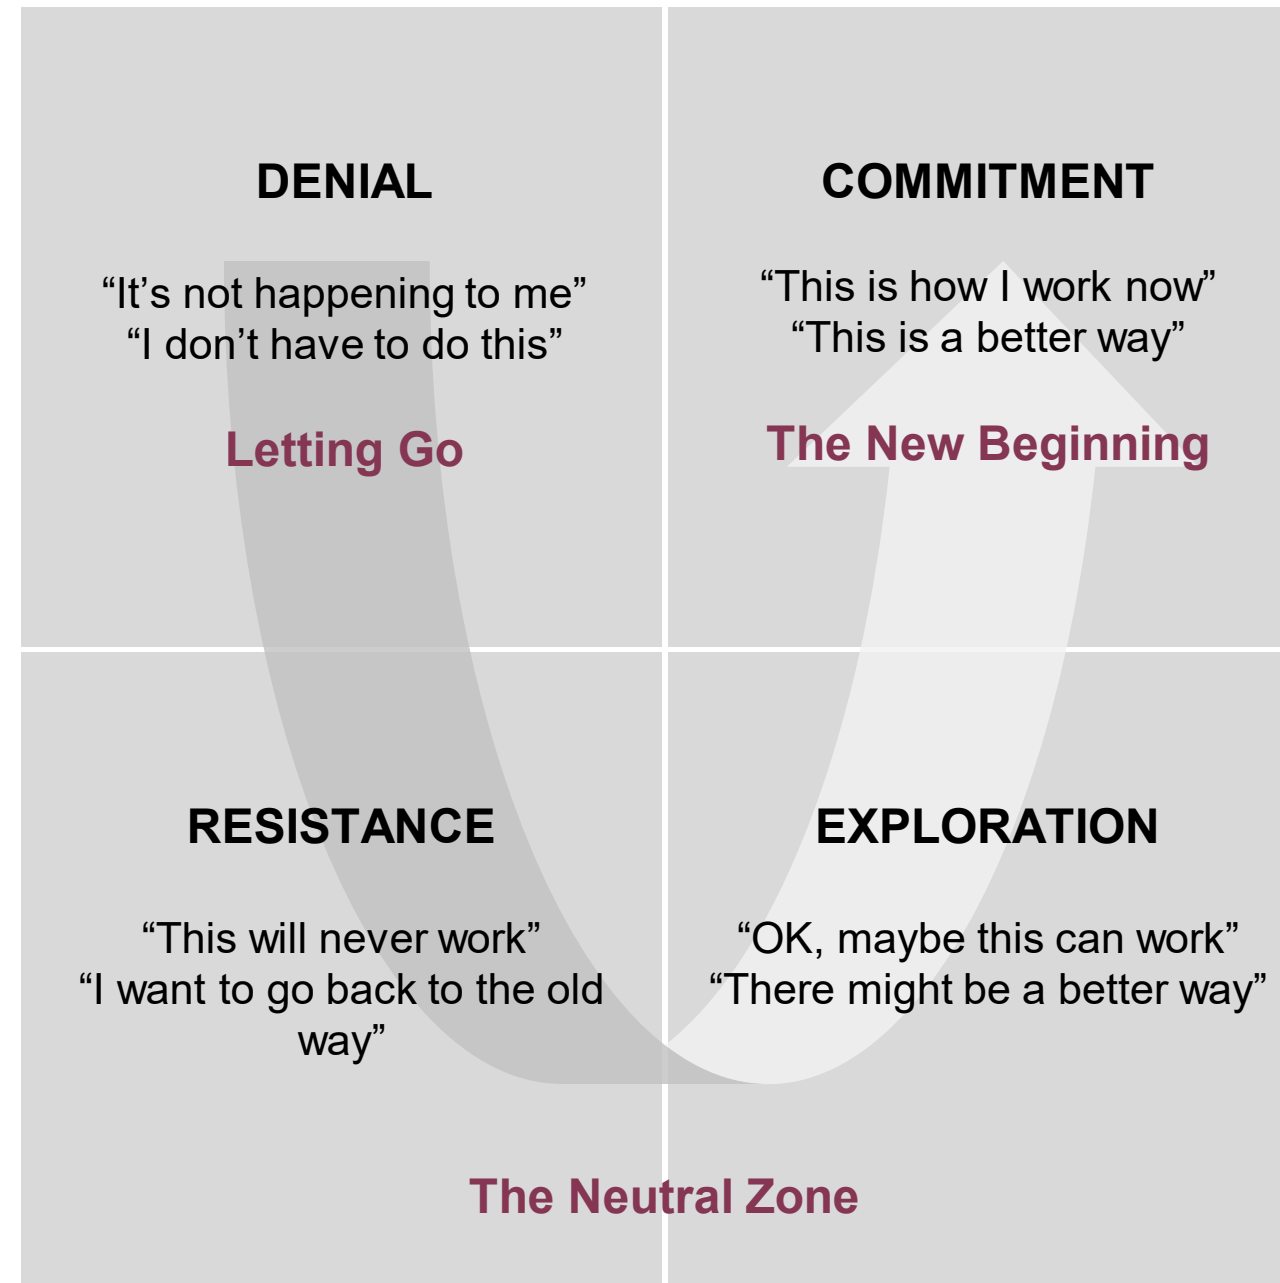 DENIAL
“It’s not happening to me”
“I don’t have to do this”
Letting Go
COMMITMENT
“This is how I work now”
“This is a better way”
The New Beginning
RESISTANCE
“This will never work”
“I want to go back to the old
way”
EXPLORATION
“OK, maybe this can work”
“There might be a better way”
The Neutral Zone